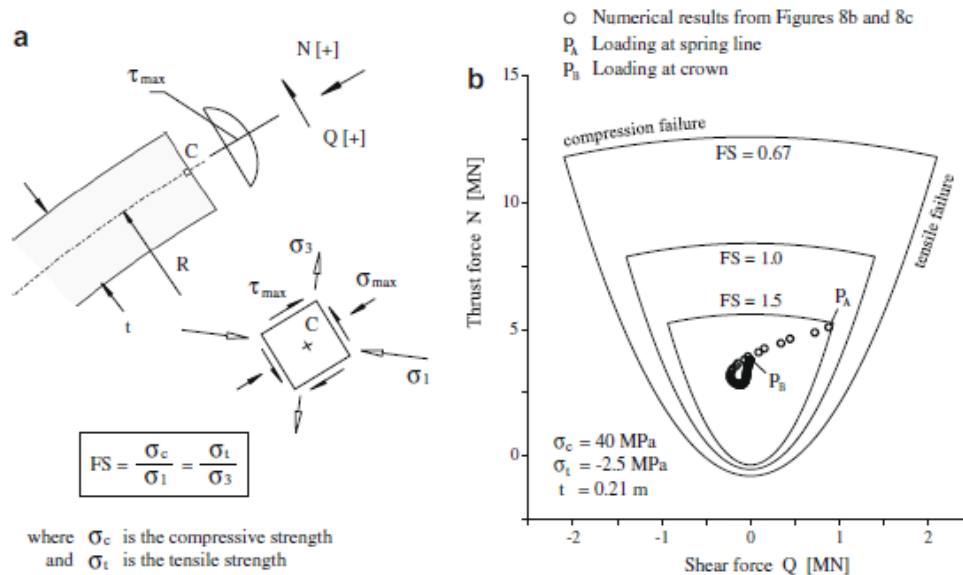 a
τmax
N [+]
Q [+]
C
R
t
σ3
τmax
σmax
C
σ1
FS = σc / σ1 = σt / σ3
where σc is the compressive strength
and σt is the tensile strength
b
O Numerical results from Figures 8b and 8c
PA Loading at spring line
PB Loading at crown
Thrust force N [MN]
15
10
5
0
compression failure
tensile failure
FS = 0.67
FS = 1.0
FS = 1.5
PA
PB
σc = 40 MPa
σt = -2.5 MPa
t = 0.21 m
-2 -1 0 1 2
Shear force Q [MN]